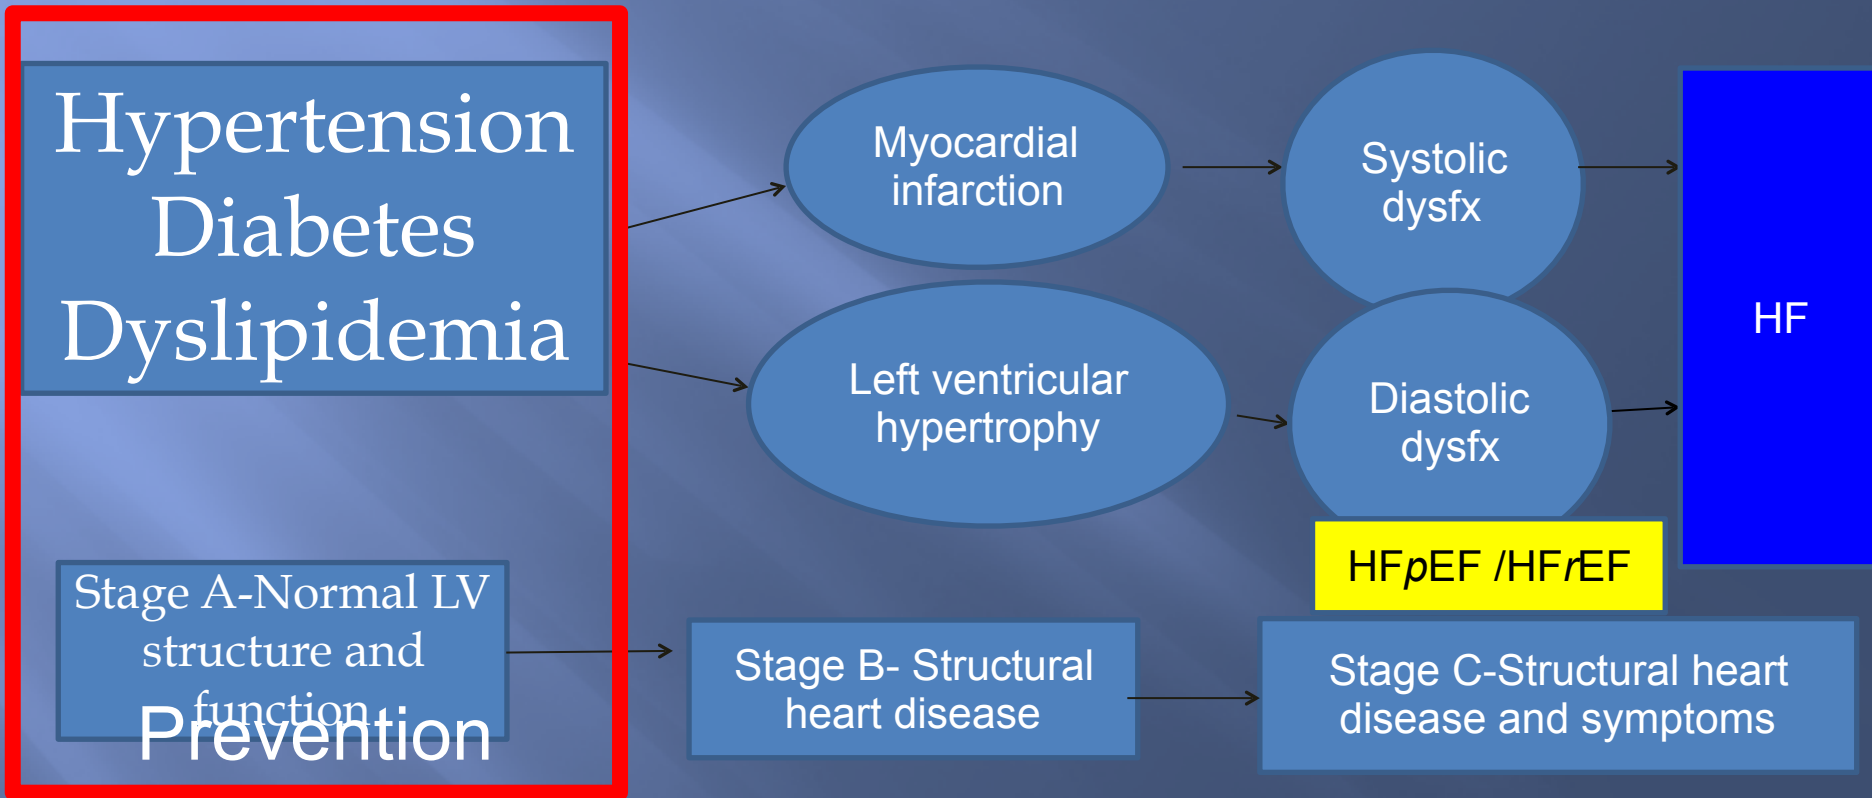 Hypertension
Diabetes
Dyslipidemia
Myocardial
infarction
Systolic
dysfx
HF
Left ventricular
hypertrophy
Diastolic
dysfx
HFpEF /HFrEF
Stage A-Normal LV
structure and
function
Prevention
Stage B- Structural
heart disease
Stage C-Structural heart
disease and symptoms